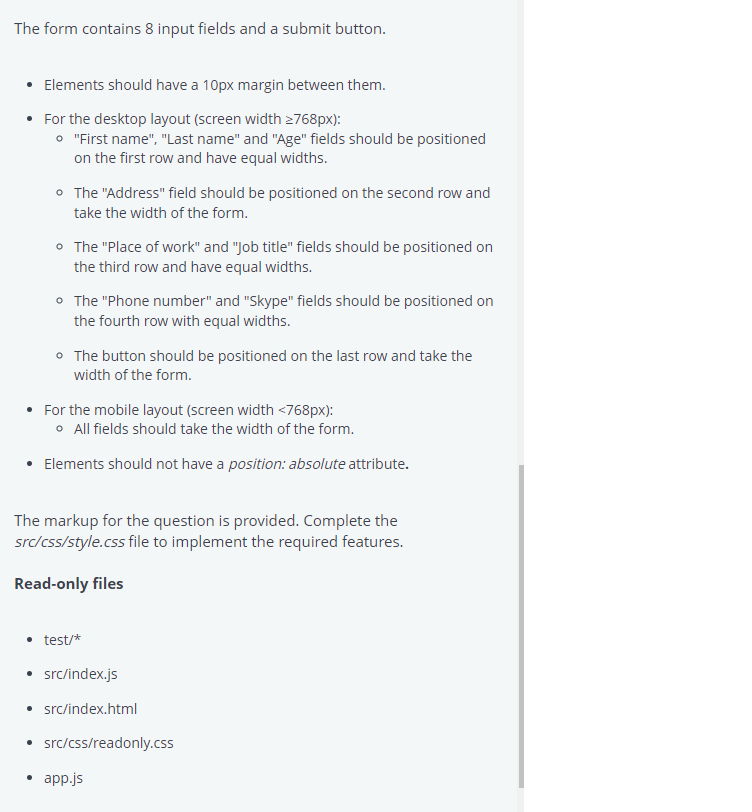 The form contains 8 input fields and a submit button.
• Elements should have a 10px margin between them.
• For the desktop layout (screen width ≥768px):
◦ "First name", "Last name" and "Age" fields should be positioned
on the first row and have equal widths.
◦ The "Address" field should be positioned on the second row and
take the width of the form.
◦ The "Place of work" and "Job title" fields should be positioned on
the third row and have equal widths.
◦ The "Phone number" and "Skype" fields should be positioned on
the fourth row with equal widths.
◦ The button should be positioned on the last row and take the
width of the form.
• For the mobile layout (screen width <768px):
◦ All fields should take the width of the form.
• Elements should not have a position: absolute attribute.
The markup for the question is provided. Complete the
src/css/style.css file to implement the required features.
Read-only files
• test/*
• src/index.js
• src/index.html
• src/css/readonly.css
• app.js